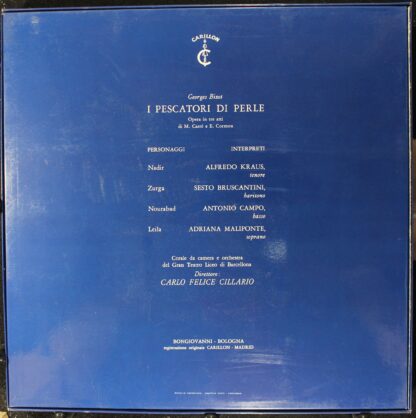 CARILLON
Georges Bizet
I PESCATORI DI PERLE
Opera in tre atti
di M. Carré e E. Cormon
PERSONAGGI INTERPRETI
Nadir ALFREDO KRAUS,
tenore
Zurga SESTO BRUSCANTINI,
baritono
Nourabad ANTONIO CAMPO,
basso
Leila ADRIANA MALIPONTE,
soprano
Corale da camera e orchestra
del Gran Teatro Liceo di Barcellona
Direttore:
CARLO FELICE CILLARIO
BONGIOVANNI - BOLOGNA
registrazione originale CARILLON - MADRID